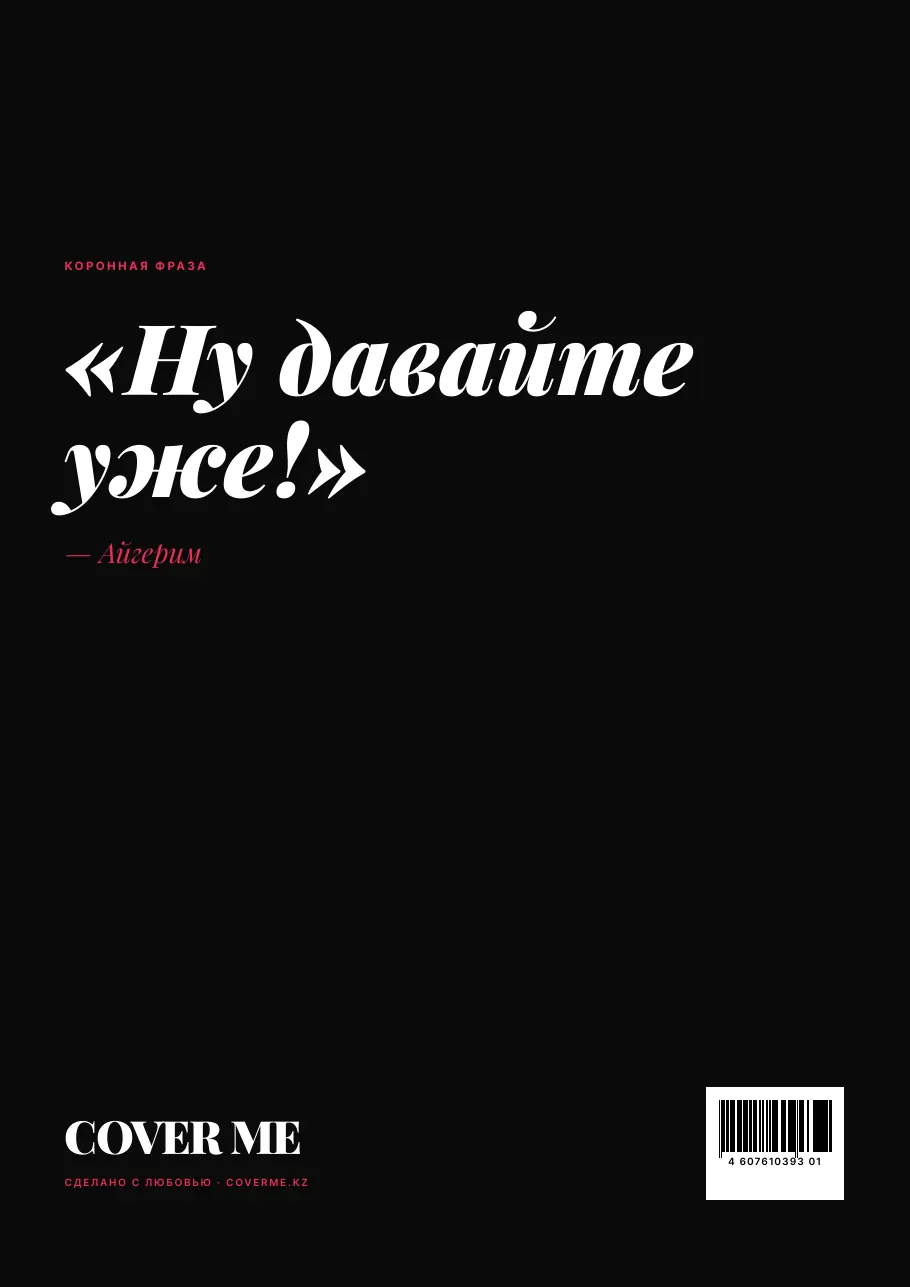 КОРОННАЯ ФРАЗА
«Ну давайте
уже!»
— Айгерим
COVER ME
СДЕЛАНО С ЛЮБОВЬЮ · COVERME.KZ
4 607610393 01